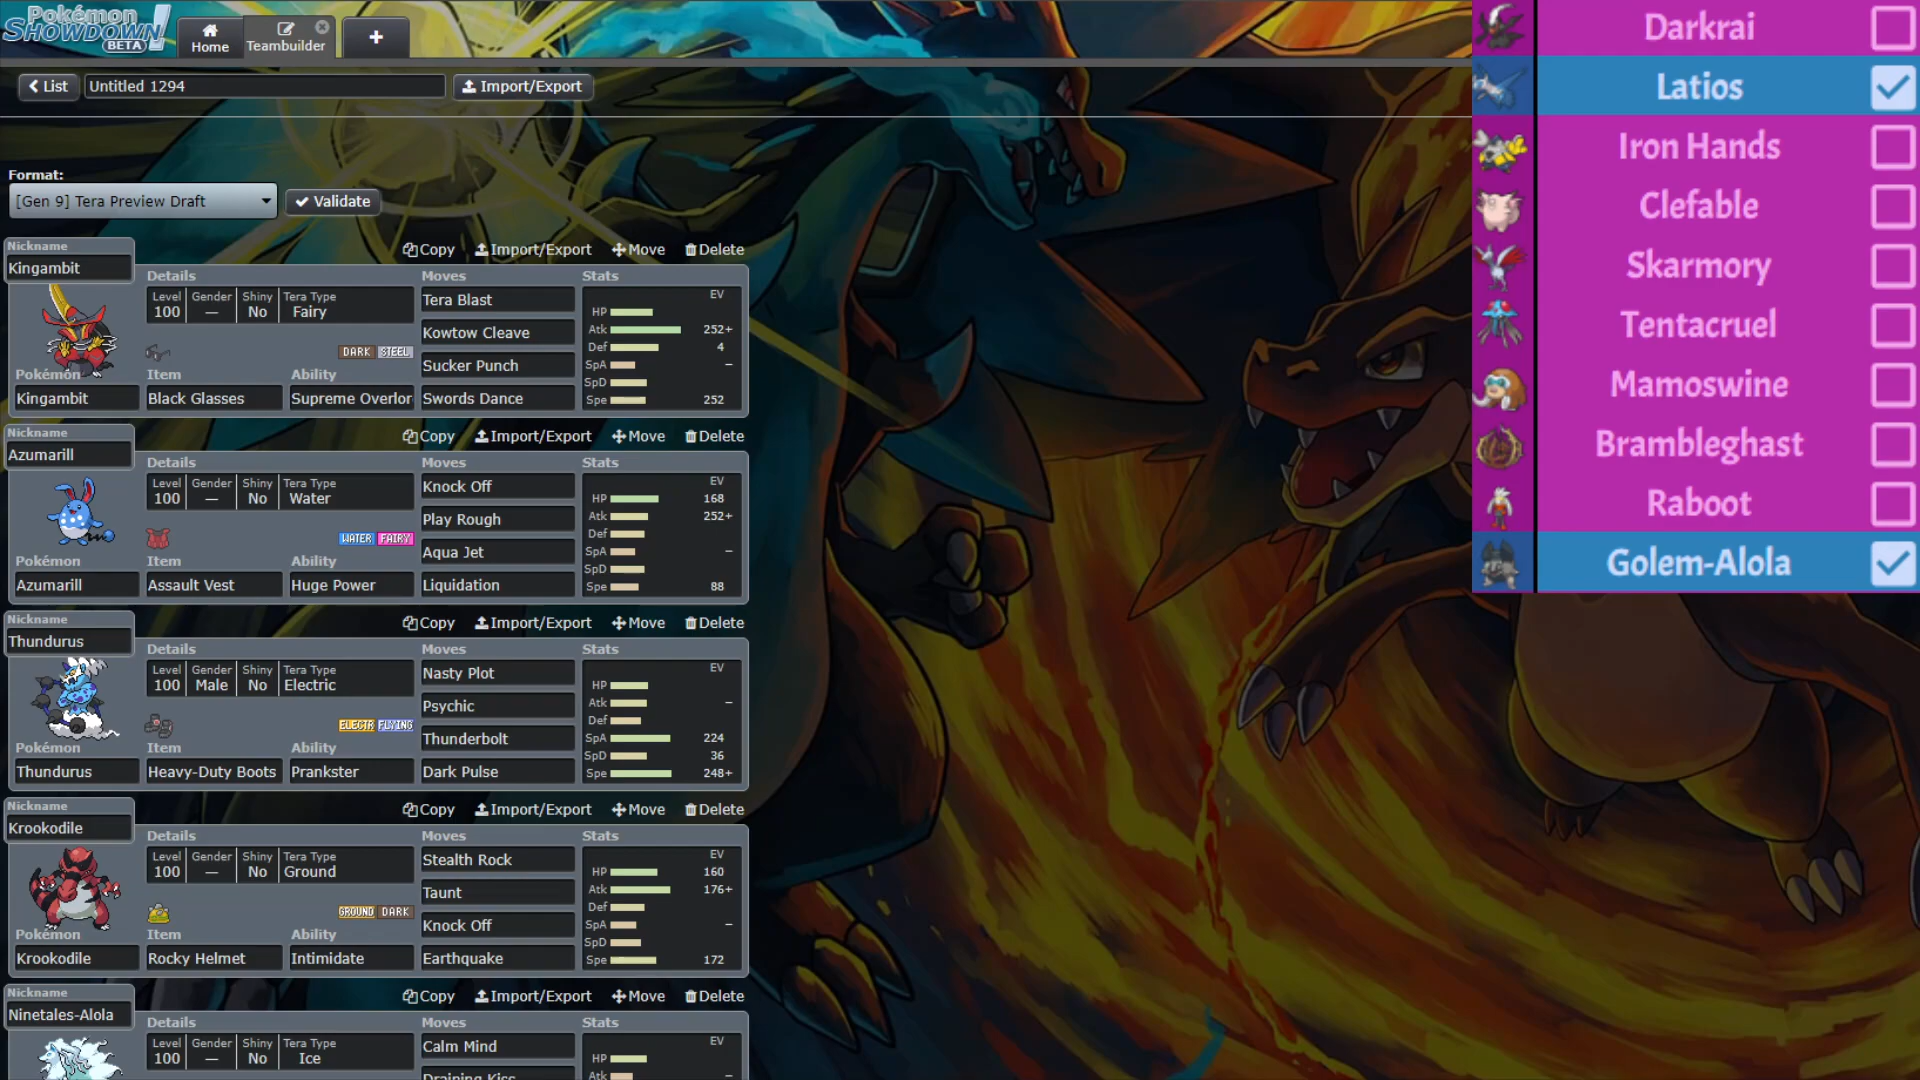 Pokémon
SHOWDOWN!
BETA
Home
Teambuilder
+
List
Untitled 1294
Import/Export
Format:
[Gen 9] Tera Preview Draft
Validate
Nickname
Kingambit
Copy Import/Export Move Delete
Details Moves Stats
Level Gender Shiny Tera Type
100 — No Fairy
DARK STEEL
Pokémon Item Ability
Kingambit Black Glasses Supreme Overlor
Tera Blast
Kowtow Cleave
Sucker Punch
Swords Dance
EV
HP
Atk 252+
Def 4
SpA –
SpD
Spe 252
Nickname
Azumarill
Copy Import/Export Move Delete
Details Moves Stats
Level Gender Shiny Tera Type
100 — No Water
WATER FAIRY
Pokémon Item Ability
Azumarill Assault Vest Huge Power
Knock Off
Play Rough
Aqua Jet
Liquidation
EV
HP 168
Atk 252+
Def
SpA –
SpD
Spe 88
Nickname
Thundurus
Copy Import/Export Move Delete
Details Moves Stats
Level Gender Shiny Tera Type
100 Male No Electric
ELECTR FLYING
Pokémon Item Ability
Thundurus Heavy-Duty Boots Prankster
Nasty Plot
Psychic
Thunderbolt
Dark Pulse
EV
HP
Atk –
Def
SpA 224
SpD 36
Spe 248+
Nickname
Krookodile
Copy Import/Export Move Delete
Details Moves Stats
Level Gender Shiny Tera Type
100 — No Ground
GROUND DARK
Pokémon Item Ability
Krookodile Rocky Helmet Intimidate
Stealth Rock
Taunt
Knock Off
Earthquake
EV
HP 160
Atk 176+
Def
SpA –
SpD
Spe 172
Nickname
Ninetales-Alola
Copy Import/Export Move Delete
Details Moves Stats
Level Gender Shiny Tera Type
100 — No Ice
Calm Mind
Draining Kiss
EV
HP
Atk –
Darkrai
Latios
Iron Hands
Clefable
Skarmory
Tentacruel
Mamoswine
Brambleghast
Raboot
Golem-Alola